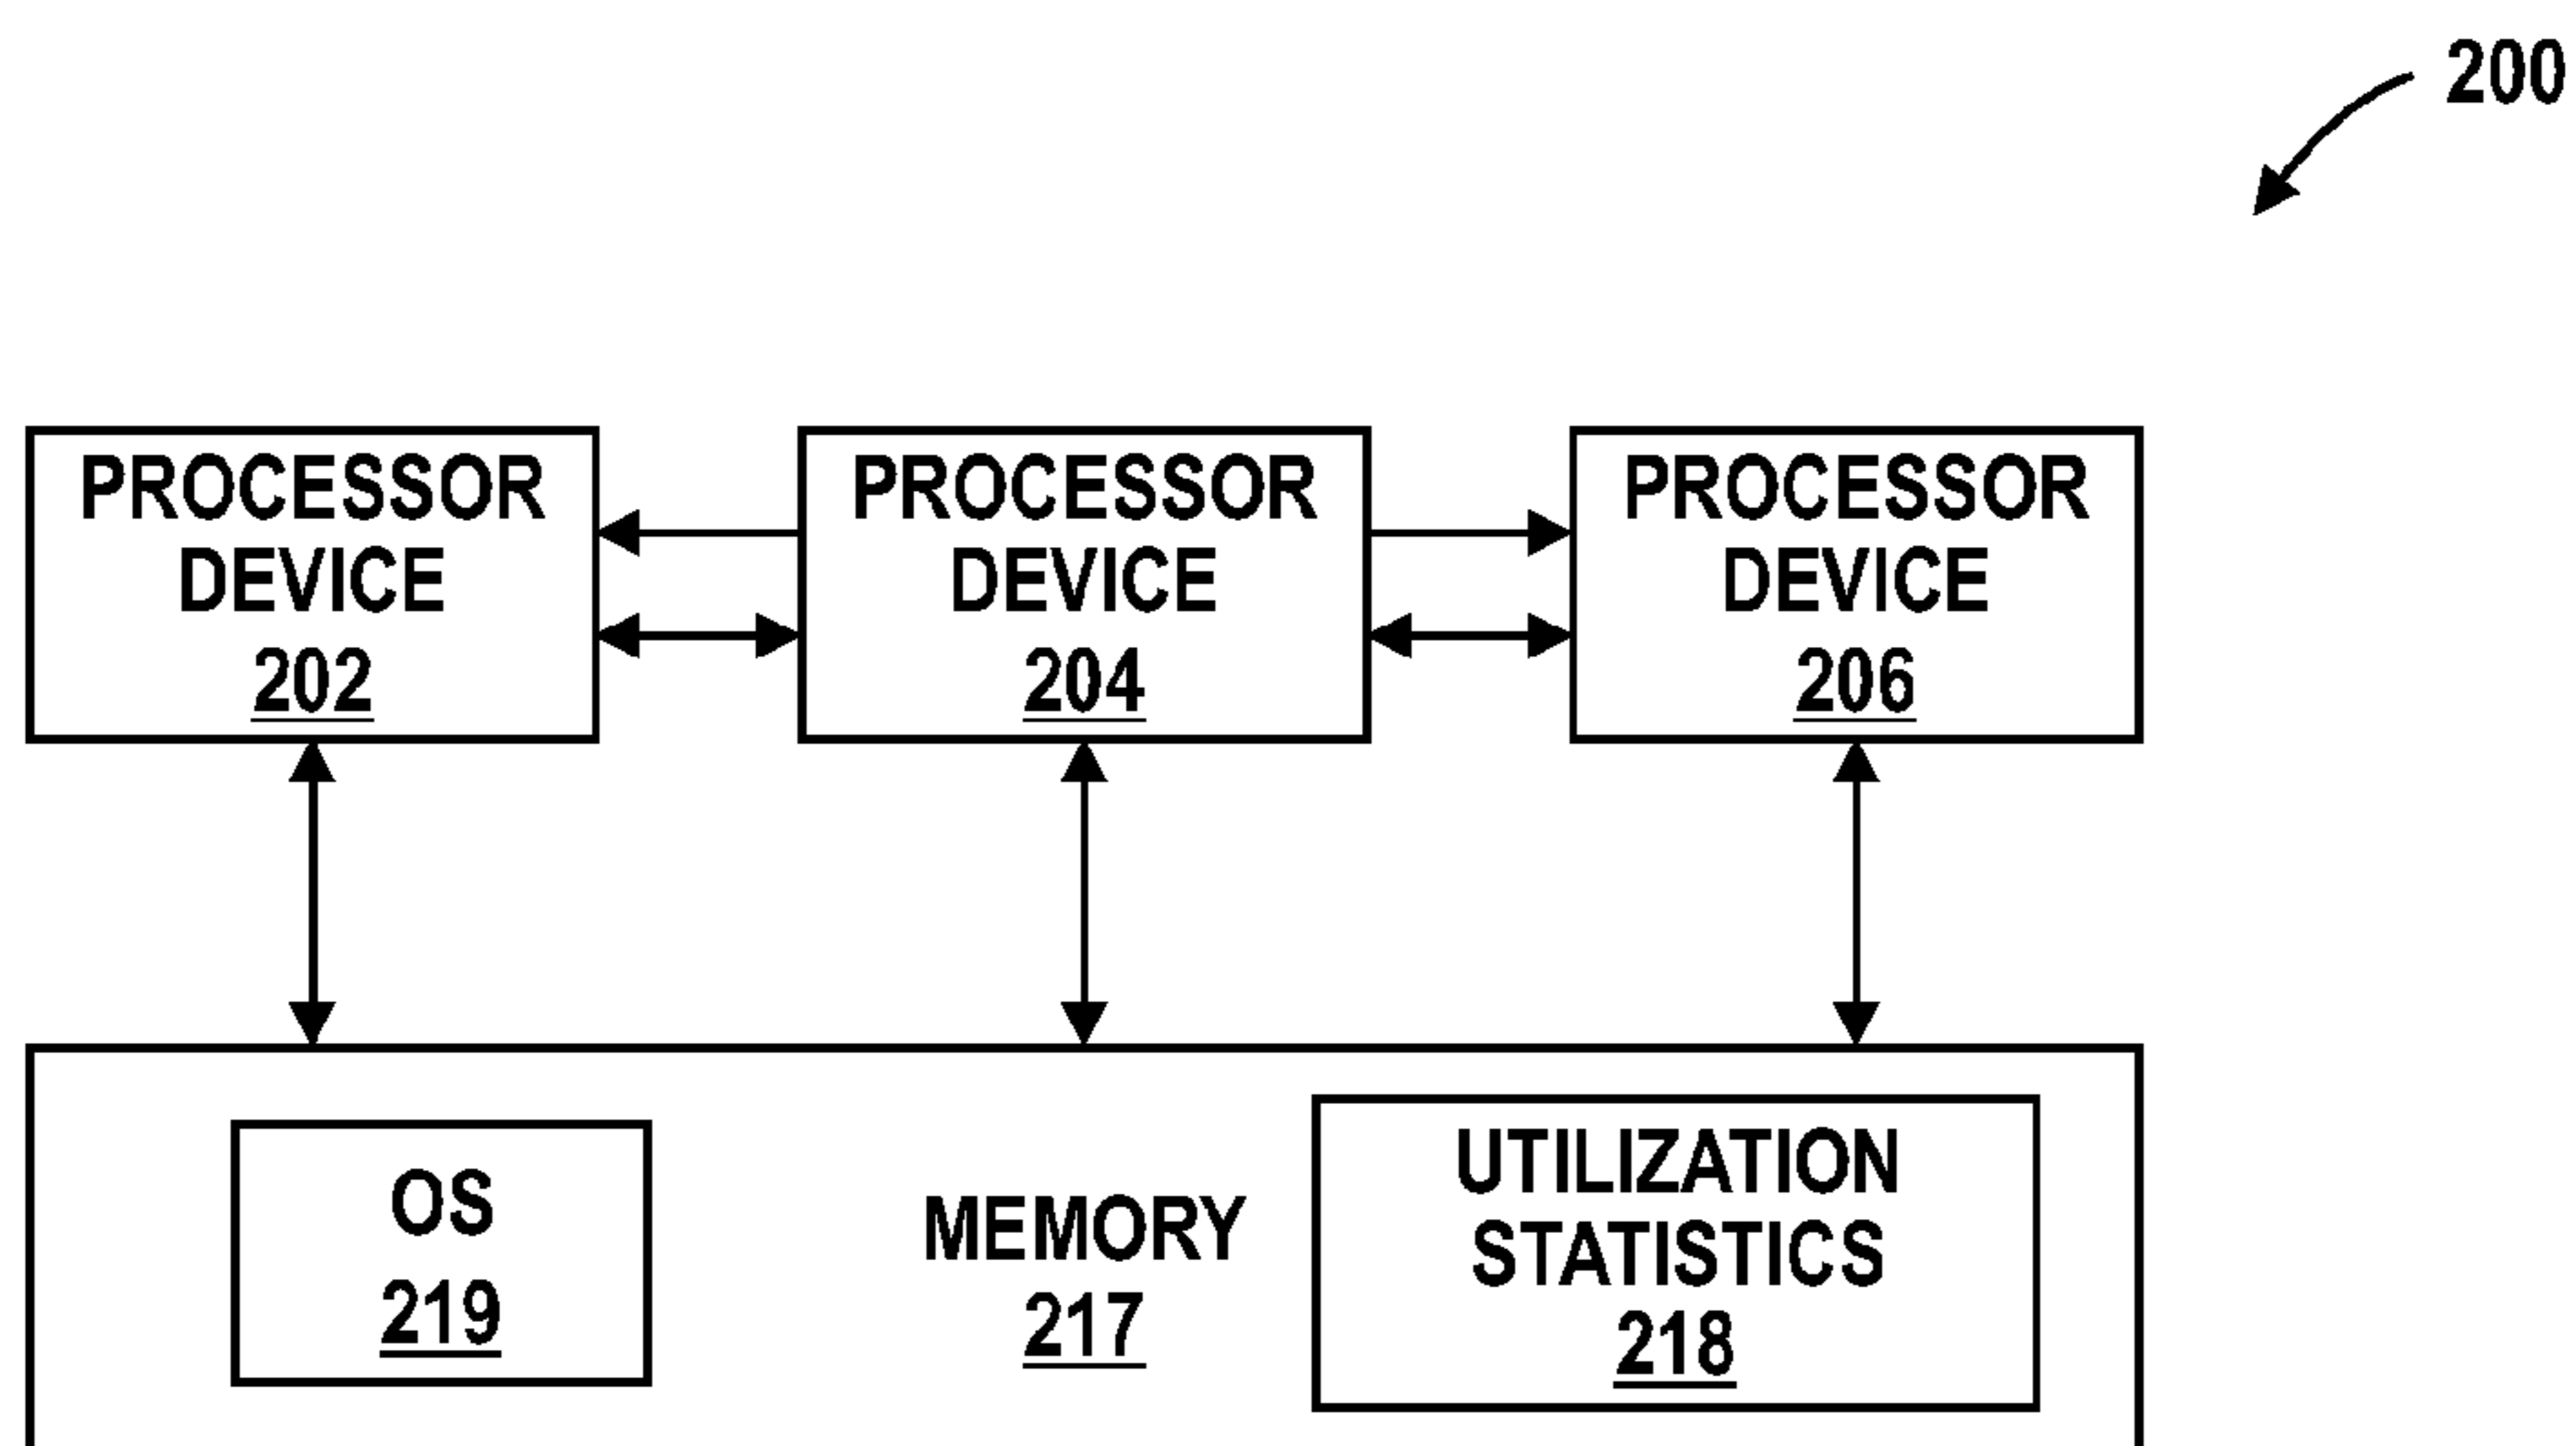 200
PROCESSOR
DEVICE
202
PROCESSOR
DEVICE
204
PROCESSOR
DEVICE
206
OS
219
MEMORY
217
UTILIZATION
STATISTICS
218